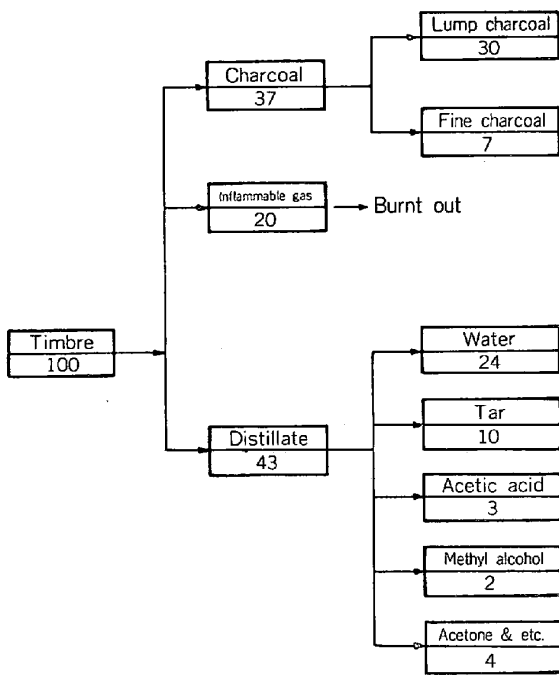 Lump charcoal
30
Charcoal
37
Fine charcoal
7
Inflammable gas
20
Burnt out
Timbre
100
Water
24
Tar
10
Distillate
43
Acetic acid
3
Methyl alcohol
2
Acetone & etc.
4